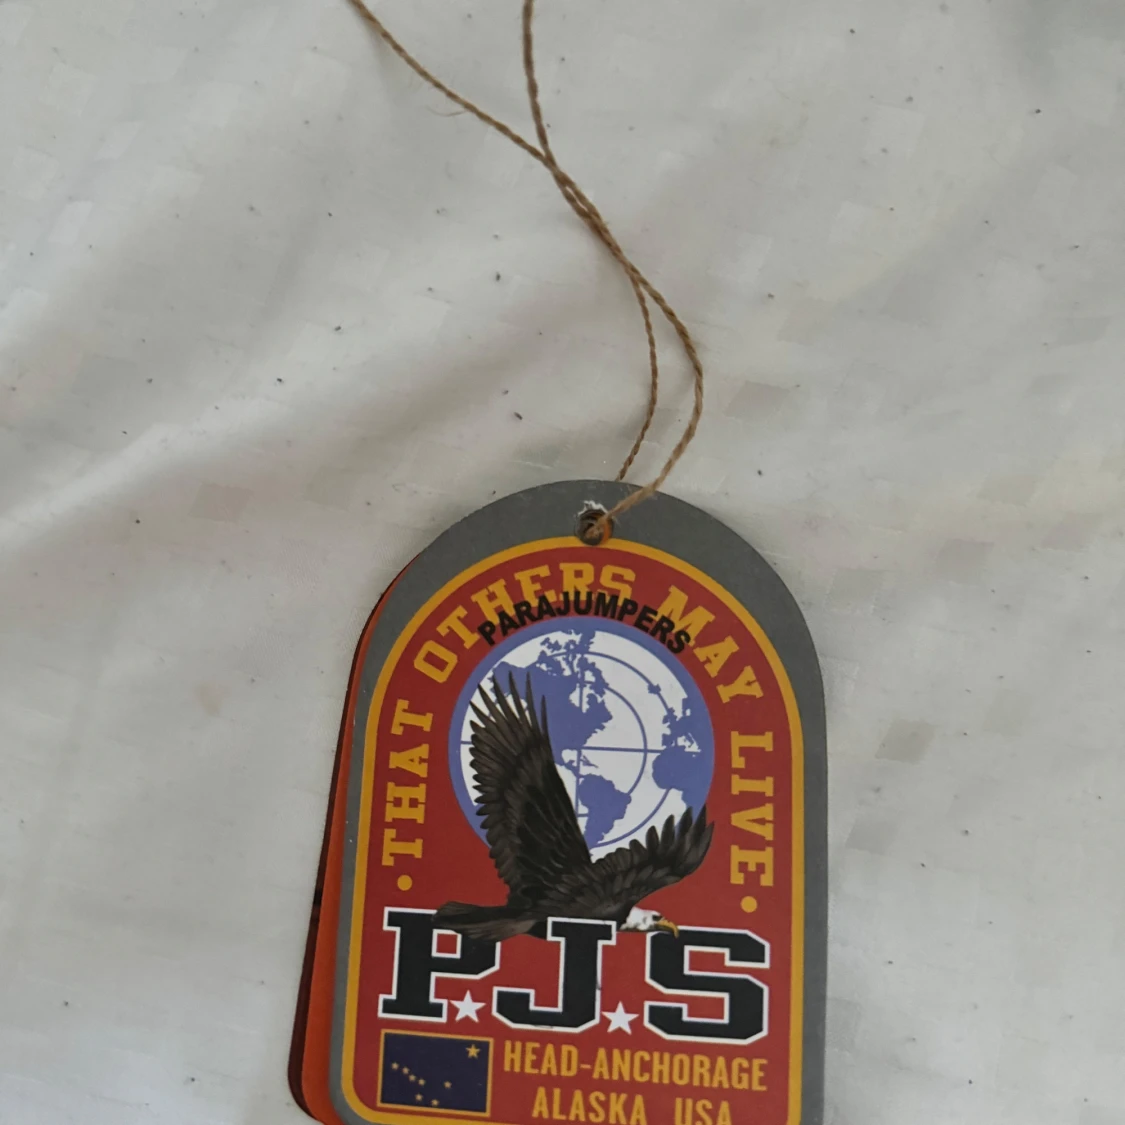 •THAT OTHERS MAY LIVE•
PARAJUMPERS
P.J.S
HEAD-ANCHORAGE
ALASKA USA